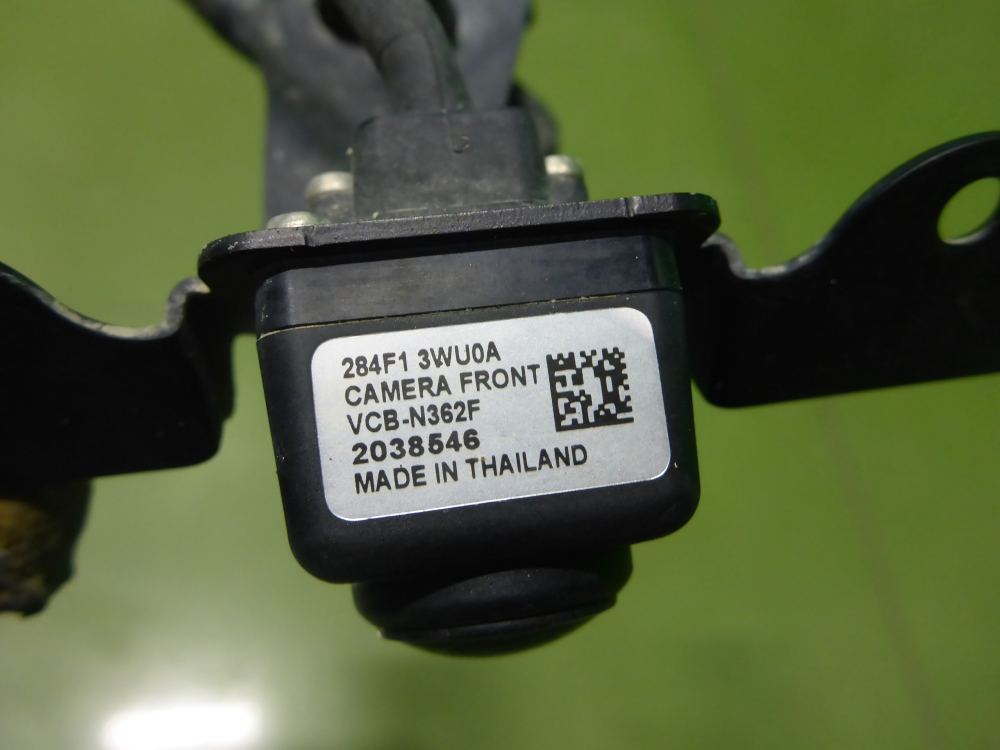 284F1 3WU0A
CAMERA FRONT
VCB-N362F
2038546
MADE IN THAILAND